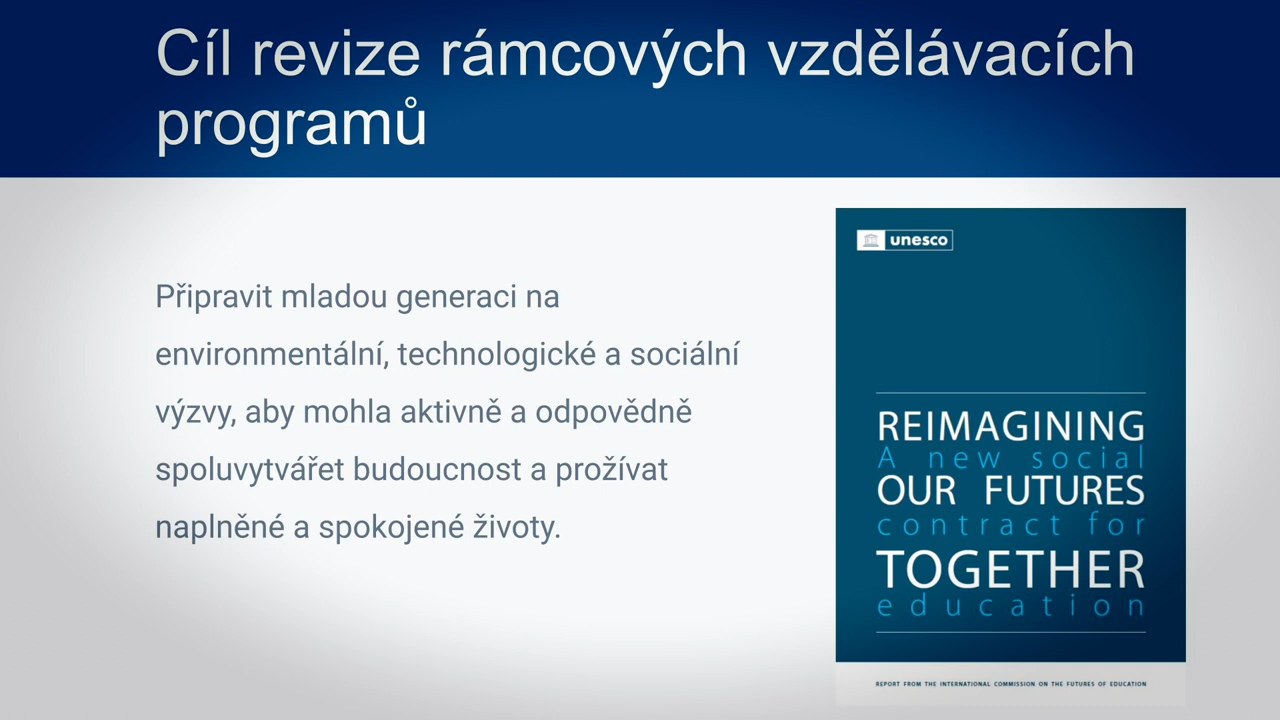 Cíl revize rámcových vzdělávacích
programů
Připravit mladou generaci na
environmentální, technologické a sociální
výzvy, aby mohla aktivně a odpovědně
spoluvytvářet budoucnost a prožívat
naplněné a spokojené životy.
unesco
REIMAGINING
A new social
OUR FUTURES
contract for
TOGETHER
education
REPORT FROM THE INTERNATIONAL COMMISSION ON THE FUTURES OF EDUCATION